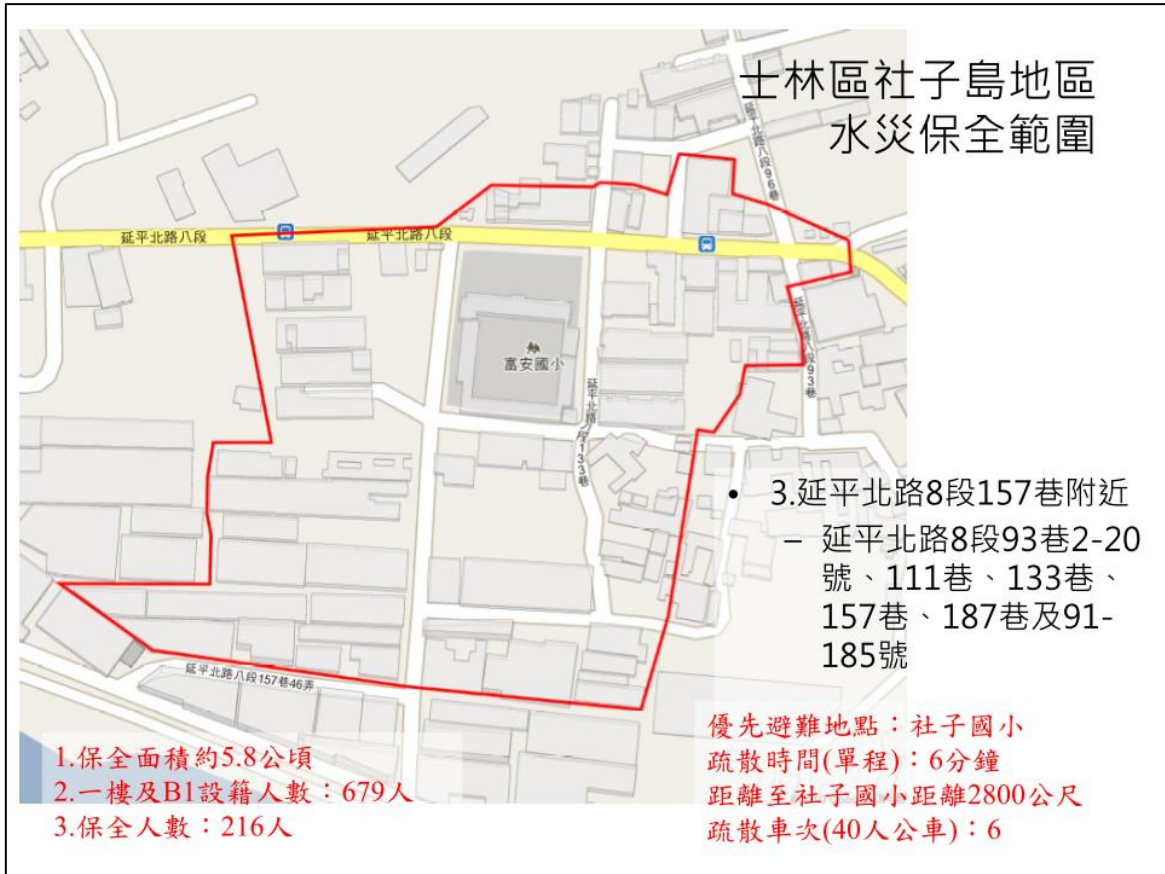 士林區社子島地區
水災保全範圍
延平北路八段96巷
延平北路八段
延平北路八段
富安國小
延平北路八段93巷
延平北路八段133巷
• 3.延平北路8段157巷附近
– 延平北路8段93巷2-20
號、111巷、133巷、
157巷、187巷及91-
185號
延平北路八段157巷46弄
1.保全面積約5.8公頃
2.一樓及B1設籍人數：679人
3.保全人數：216人
優先避難地點：社子國小
疏散時間(單程)：6分鐘
距離至社子國小距離2800公尺
疏散車次(40人公車)：6